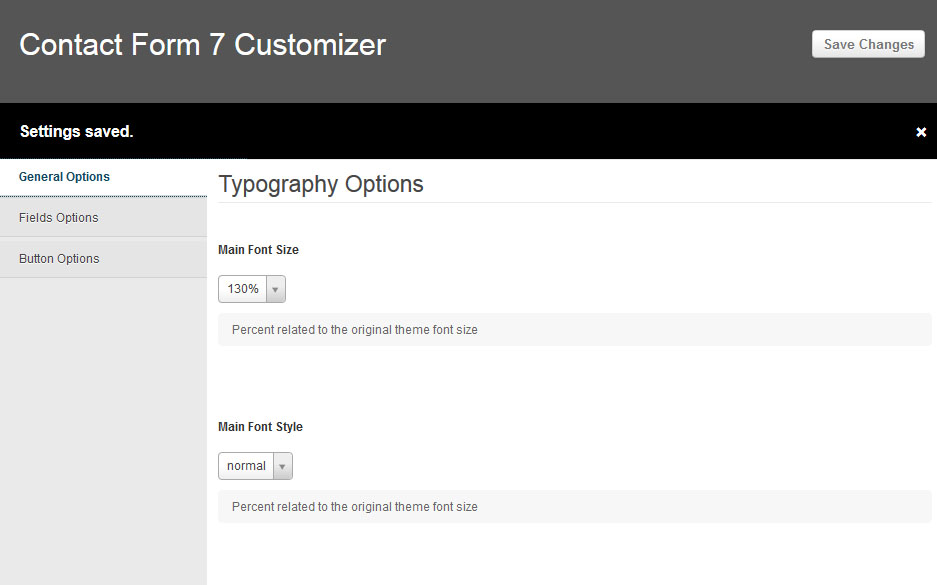 Contact Form 7 Customizer
Save Changes
Settings saved.
General Options
Fields Options
Button Options
Typography Options
Main Font Size
130%
Percent related to the original theme font size
Main Font Style
normal
Percent related to the original theme font size